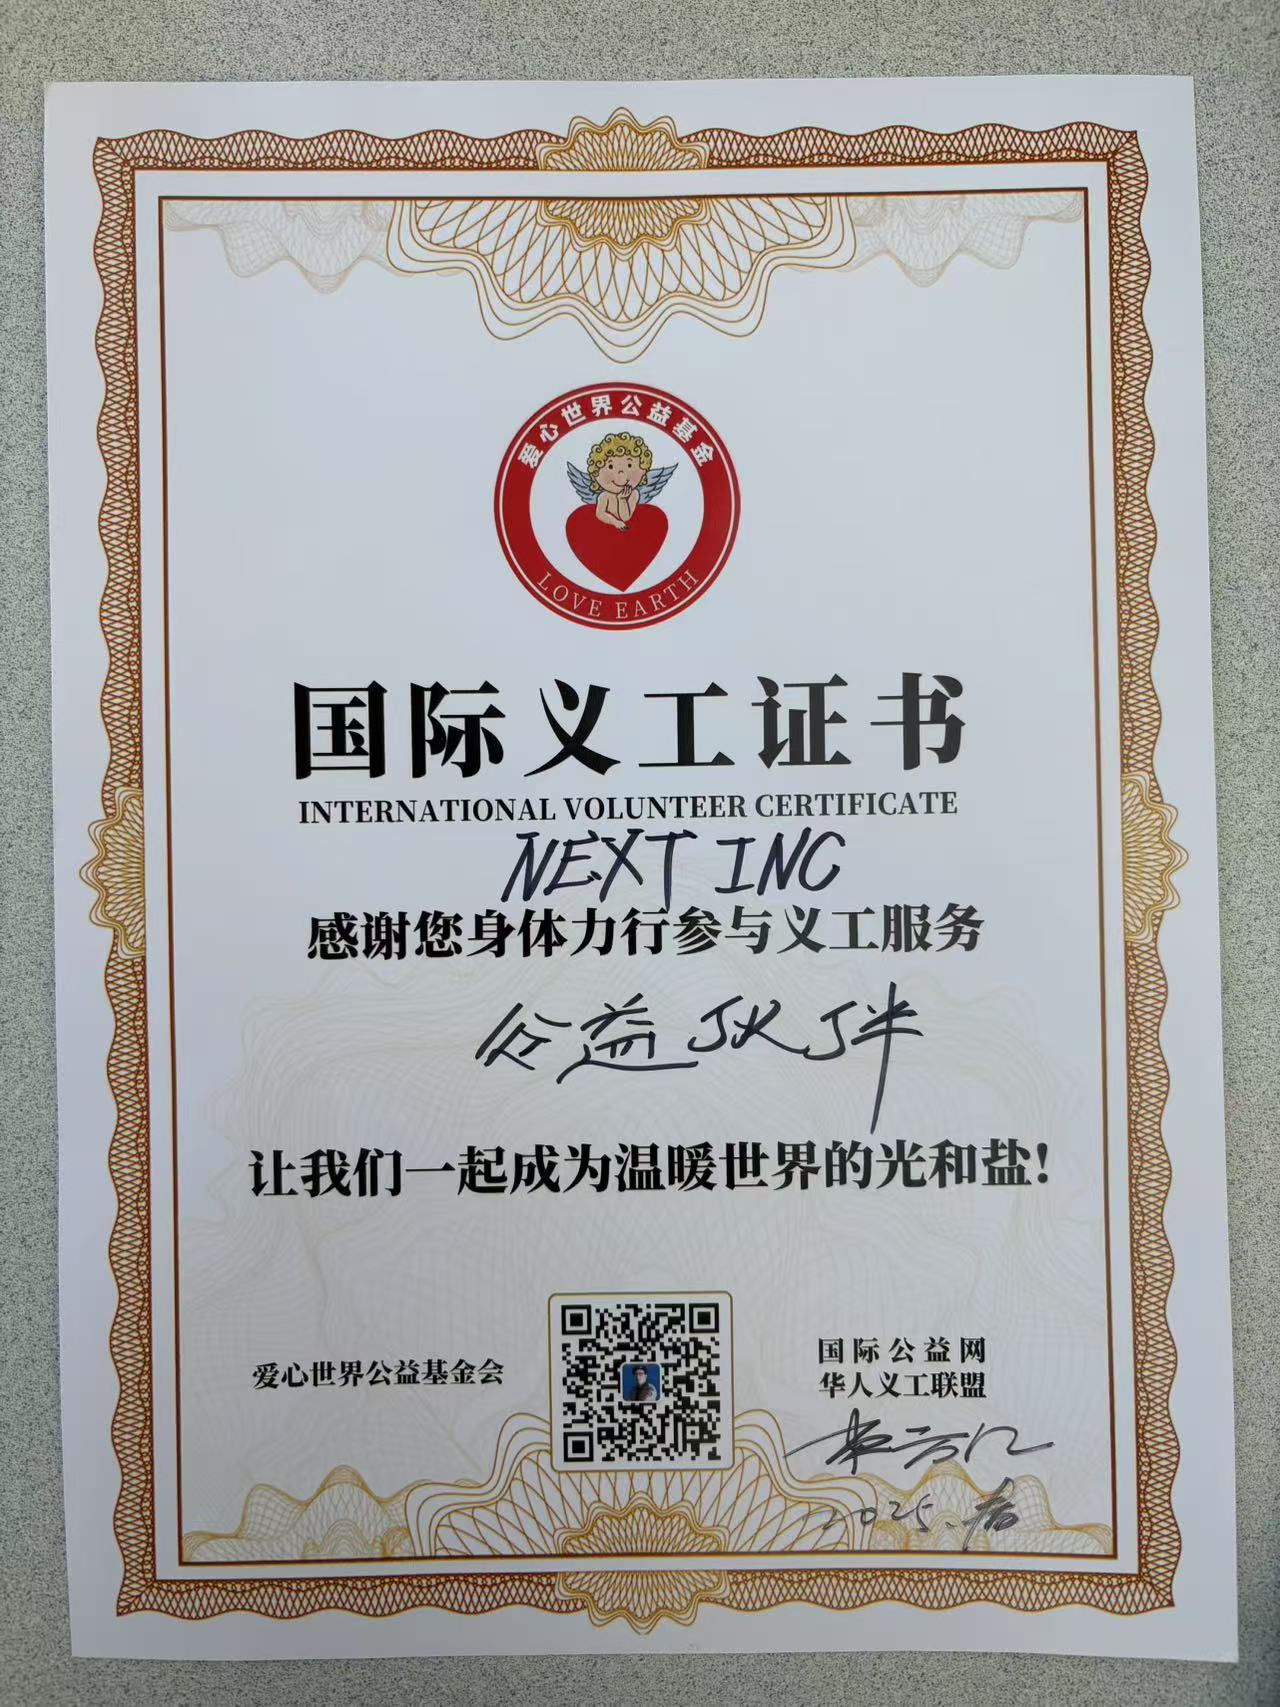 爱心世界公益基金
LOVE EARTH
国际义工证书
INTERNATIONAL VOLUNTEER CERTIFICATE
NEXT INC
感谢您身体力行参与义工服务
公益伙伴
让我们一起成为温暖世界的光和盐!
爱心世界公益基金会
国际公益网
华人义工联盟
2025.春